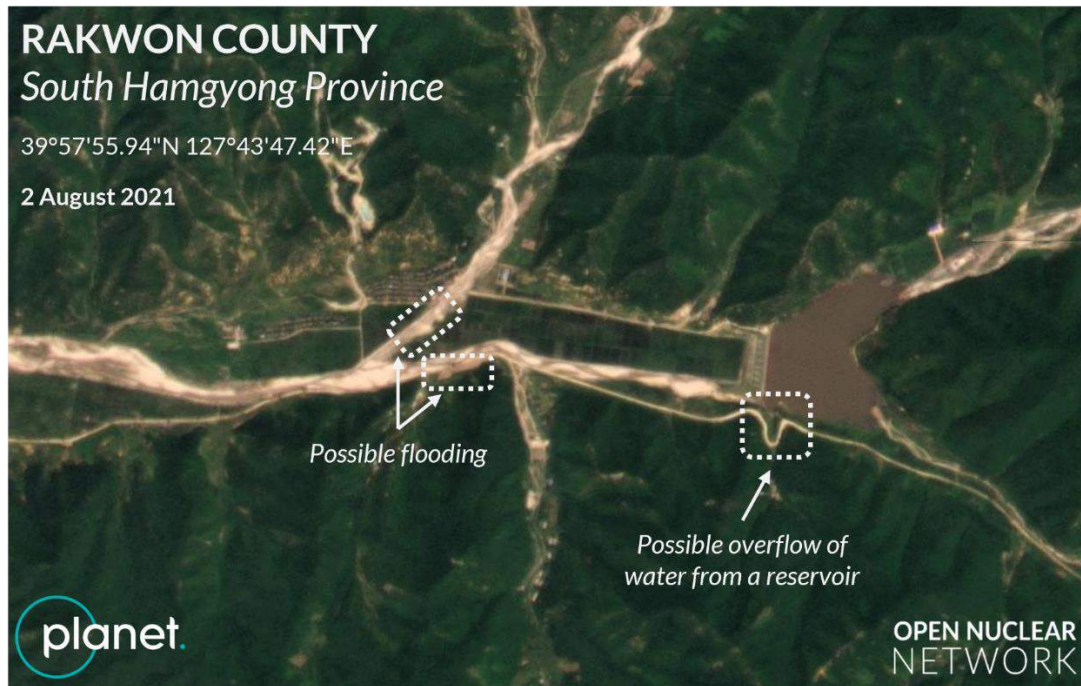 RAKWON COUNTY
South Hamgyong Province
39°57'55.94"N 127°43'47.42"E
2 August 2021
Possible flooding
Possible overflow of
water from a reservoir
planet.
OPEN NUCLEAR
NETWORK